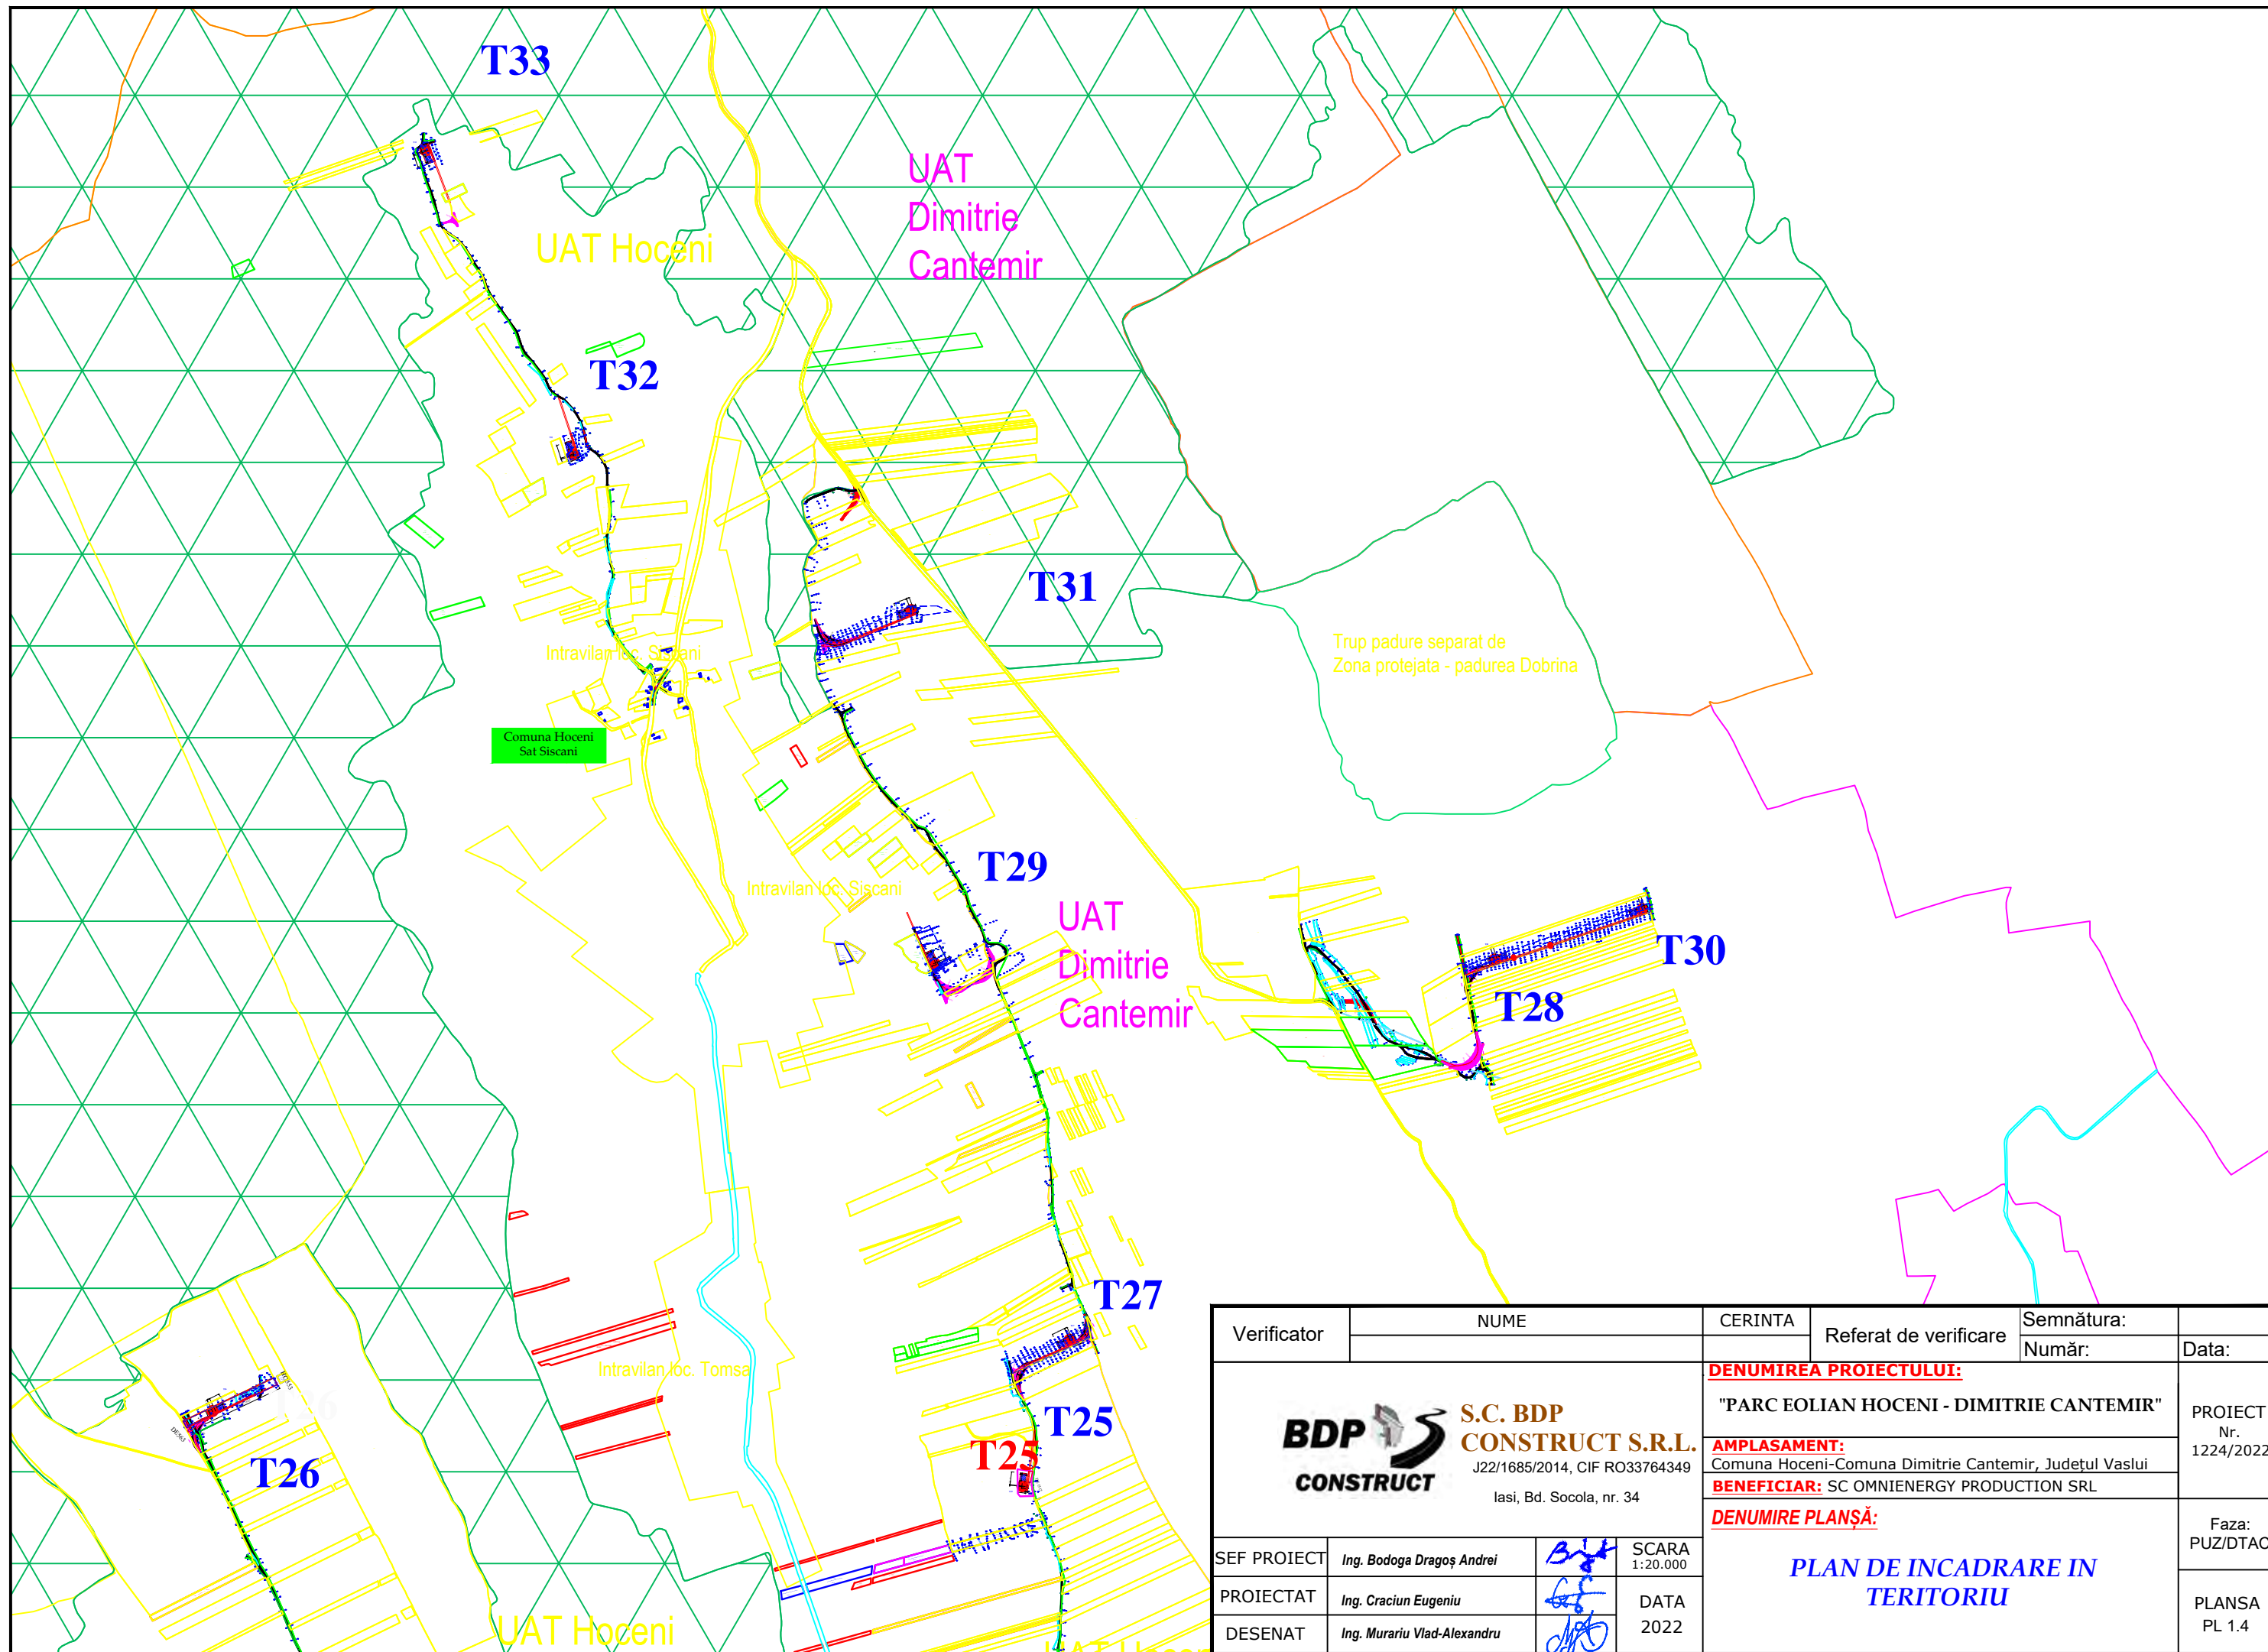 T33
UAT
Dimitrie
Cantemir
UAT Hoceni
T32
T31
Trup padure separat de
Zona protejata - padurea Dobrina
Intravilan loc. Siscani
Comuna Hoceni
Sat Siscani
T29
Intravilan loc. Siscani
UAT
Dimitrie
Cantemir
T30
T28
T27
Intravilan loc. Tomsa
T25
T25
T26
DE563
UAT Hoceni
Verificator
NUME
CERINTA
Referat de verificare
Semnătura:
Număr:
Data:
BDP
CONSTRUCT
S.C. BDP
CONSTRUCT S.R.L.
J22/1685/2014, CIF RO33764349
Iasi, Bd. Socola, nr. 34
DENUMIREA PROIECTULUI:
"PARC EOLIAN HOCENI - DIMITRIE CANTEMIR"
AMPLASAMENT:
Comuna Hoceni-Comuna Dimitrie Cantemir, Județul Vaslui
BENEFICIAR: SC OMNIENERGY PRODUCTION SRL
PROIECT
Nr.
1224/2022
DENUMIRE PLANȘĂ:
PLAN DE INCADRARE IN
TERITORIU
Faza:
PUZ/DTAC
PLANSA
PL 1.4
SEF PROIECT
Ing. Bodoga Dragoș Andrei
SCARA
1:20.000
PROIECTAT
Ing. Craciun Eugeniu
DATA
2022
DESENAT
Ing. Murariu Vlad-Alexandru